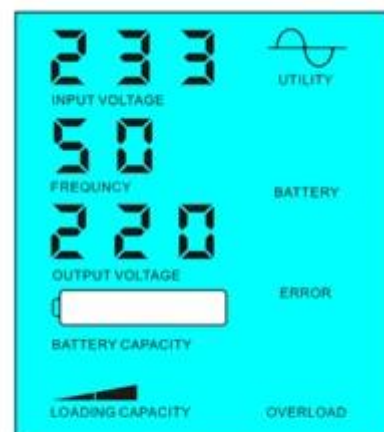 233
UTILITY
INPUT VOLTAGE
50
FREQUNCY
BATTERY
220
OUTPUT VOLTAGE
ERROR
BATTERY CAPACITY
LOADING CAPACITY
OVERLOAD